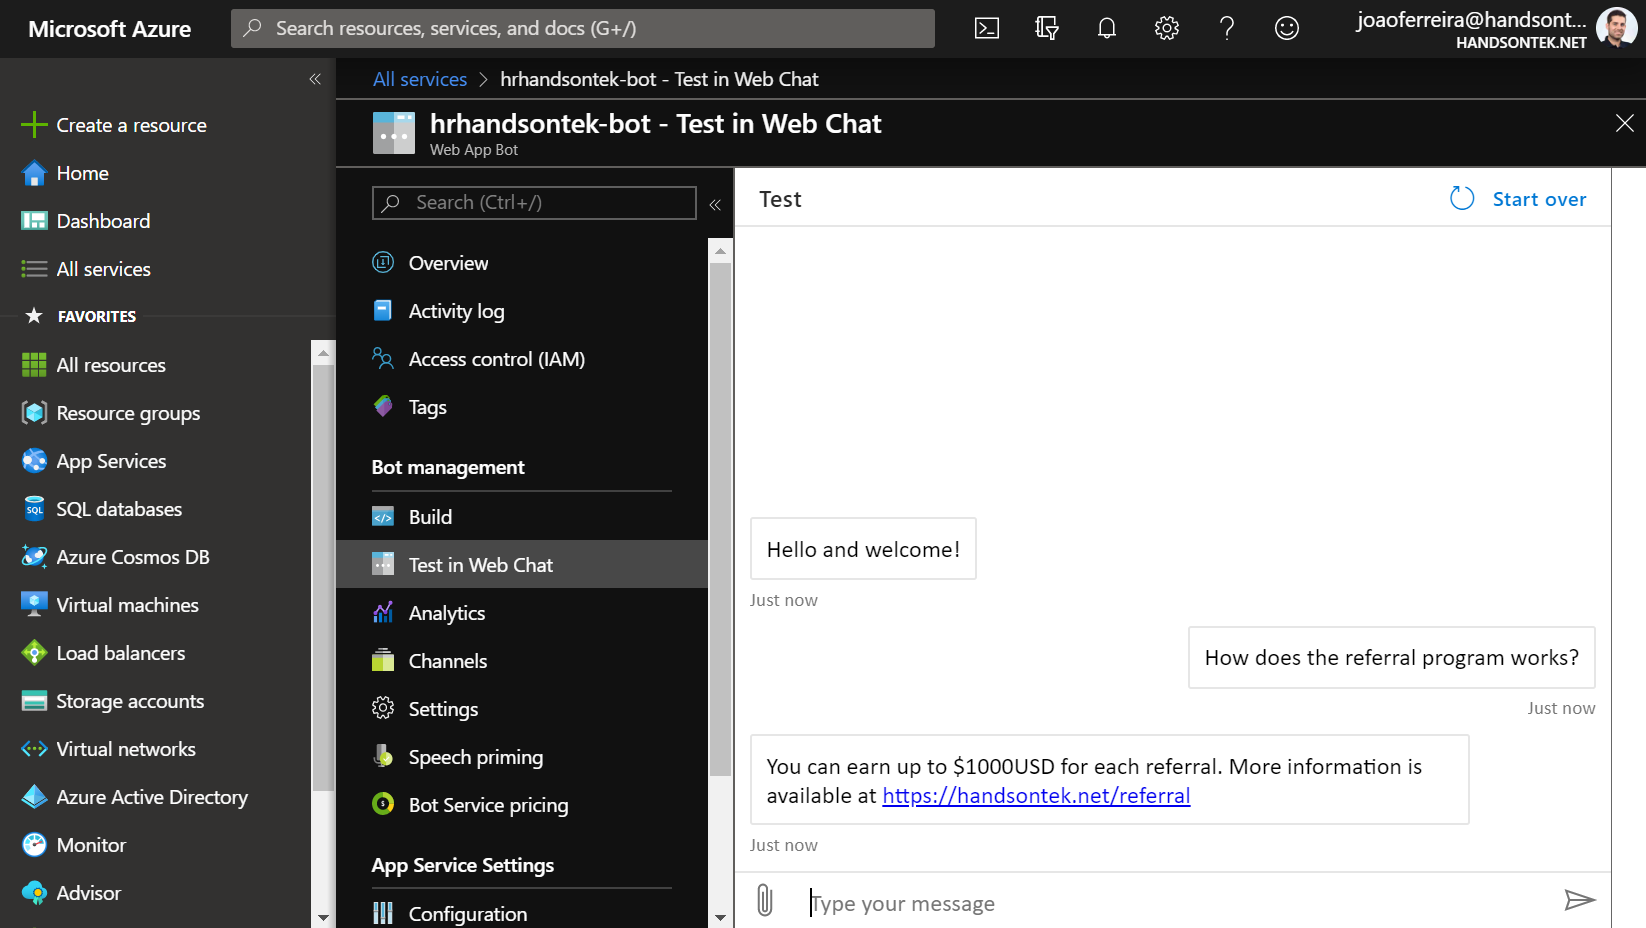 Microsoft Azure
Search resources, services, and docs (G+/)
joaoferreira@handsont...
HANDSONTEK.NET
Create a resource
Home
Dashboard
All services
FAVORITES
All resources
Resource groups
App Services
SQL databases
Azure Cosmos DB
Virtual machines
Load balancers
Storage accounts
Virtual networks
Azure Active Directory
Monitor
Advisor
All services > hrhandsontek-bot - Test in Web Chat
hrhandsontek-bot - Test in Web Chat
Web App Bot
Search (Ctrl+/)
Overview
Activity log
Access control (IAM)
Tags
Bot management
Build
Test in Web Chat
Analytics
Channels
Settings
Speech priming
Bot Service pricing
App Service Settings
Configuration
Test
Start over
Hello and welcome!
Just now
How does the referral program works?
Just now
You can earn up to $1000USD for each referral. More information is
available at https://handsontek.net/referral
Just now
Type your message